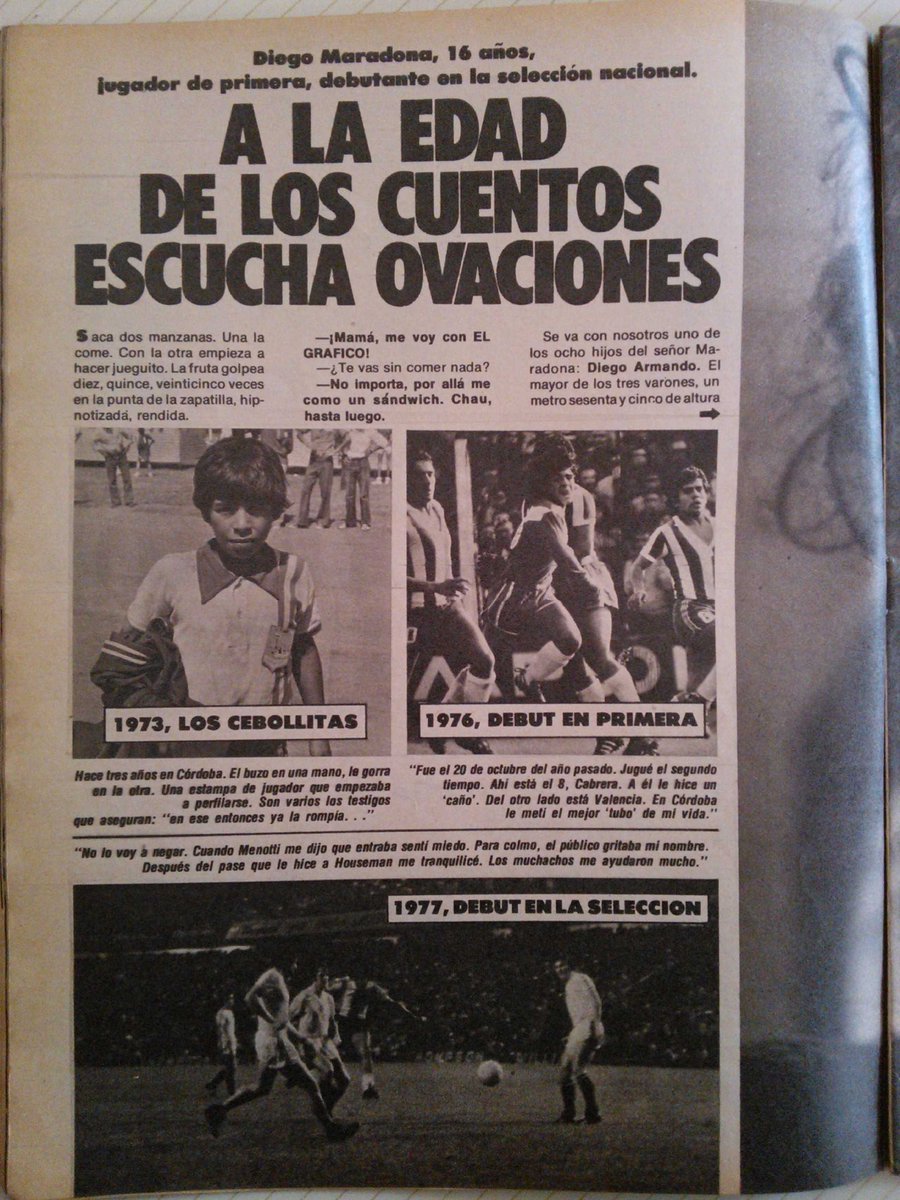 Diego Maradona, 16 años,
jugador de primera, debutante en la selección nacional.
A LA EDAD
DE LOS CUENTOS
ESCUCHA OVACIONES
Saca dos manzanas. Una la
come. Con la otra empieza a
hacer jueguito. La fruta golpea
diez, quince, veinticinco veces
en la punta de la zapatilla, hip-
notizada, rendida.
—¡Mamá, me voy con EL
GRAFICO!
—¿Te vas sin comer nada?
—No importa, por allá me
como un sándwich. Chau,
hasta luego.
Se va con nosotros uno de
los ocho hijos del señor Ma-
radona: Diego Armando. El
mayor de los tres varones, un
metro sesenta y cinco de altura
1973, LOS CEBOLLITAS
1976, DEBUT EN PRIMERA
Hace tres años en Córdoba. El buzo en una mano, la gorra
en la otra. Una estampa de jugador que empezaba
a perfilarse. Son varios los testigos
que aseguran: "en ese entonces ya la rompía. . ."
"Fue el 20 de octubre del año pasado. Jugué el segundo
tiempo. Ahí está el 8, Cabrera. A él le hice un
'caño'. Del otro lado está Valencia. En Córdoba
le metí el mejor 'tubo' de mi vida."
"No lo voy a negar. Cuando Menotti me dijo que entraba sentí miedo. Para colmo, el público gritaba mi nombre.
Después del pase que le hice a Houseman me tranquilicé. Los muchachos me ayudaron mucho."
1977, DEBUT EN LA SELECCION